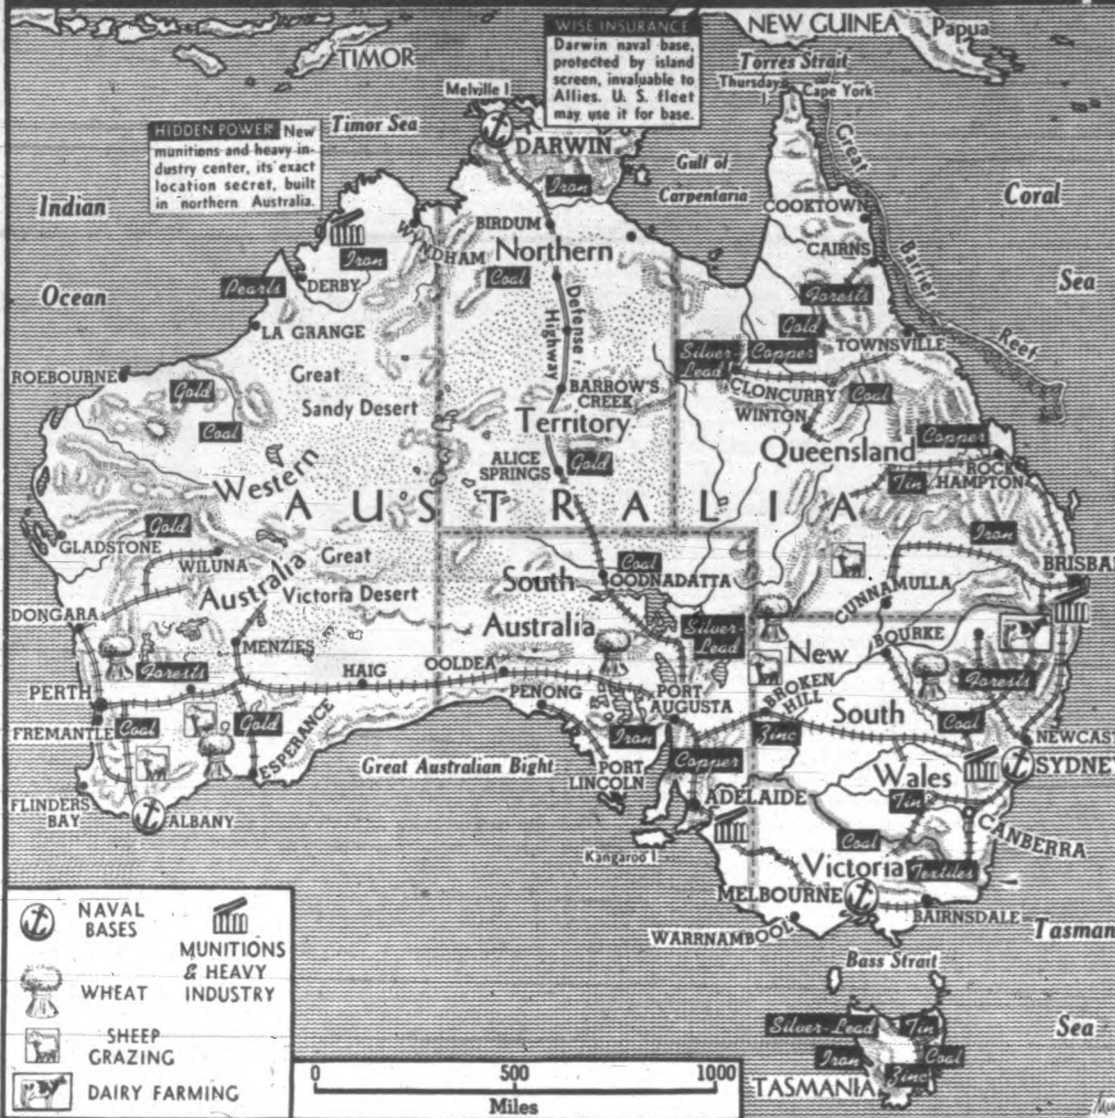 TIMOR
NEW GUINEA
Papua
WISE INSURANCE
Darwin naval base,
protected by island
screen, invaluable to
Allies. U. S. fleet
may use it for base.
Torres Strait
Thursday
I
Cape York
Melville I
Timor Sea
HIDDEN POWER New
munitions and heavy in-
dustry center, its exact
location secret, built
in northern Australia.
DARWIN
Iron
Gulf of
Carpentaria
Great
Barrier
Reef
Coral
Sea
Indian
Ocean
COOKTOWN
CAIRNS
BIRDUM
WYNDHAM
Northern
Territory
Iron
Coal
Pearls
DERBY
LA GRANGE
Defense
Highway
Forests
Gold
TOWNSVILLE
Silver-
Lead
Copper
CLONCURRY
WINTON
Coal
ROEBOURNE
Gold
Coal
Great
Sandy Desert
BARROW'S
CREEK
ALICE
SPRINGS
Gold
Queensland
Copper
ROCK
HAMPTON
Tin
Western
Australia
AUSTRALIA
Gold
GLADSTONE
WILUNA
Great
Victoria Desert
South
Australia
Coal
OODNADATTA
Iron
BRISBAN
CUNNAMULLA
DONGARA
MENZIES
Silver-
Lead
BOURKE
New
South
Wales
Forests
Forests
HAIG
OOLDEA
PENONG
PORT
AUGUSTA
BROKEN
HILL
PERTH
FREMANTLE
Coal
Gold
ESPERANCE
Iron
Zinc
Coal
NEWCAST
SYDNEY
Great Australian Bight
PORT
LINCOLN
Copper
ADELAIDE
Tin
CANBERRA
FLINDERS
BAY
ALBANY
Kangaroo I
Coal
Victoria
Textiles
MELBOURNE
BAIRNSDALE
WARRNAMBOOL
Tasman
Sea
Bass Strait
Silver-Lead
Tin
Iron
Coal
Zinc
TASMANIA
NAVAL
BASES
MUNITIONS
& HEAVY
INDUSTRY
WHEAT
SHEEP
GRAZING
DAIRY FARMING
0 500 1000
Miles